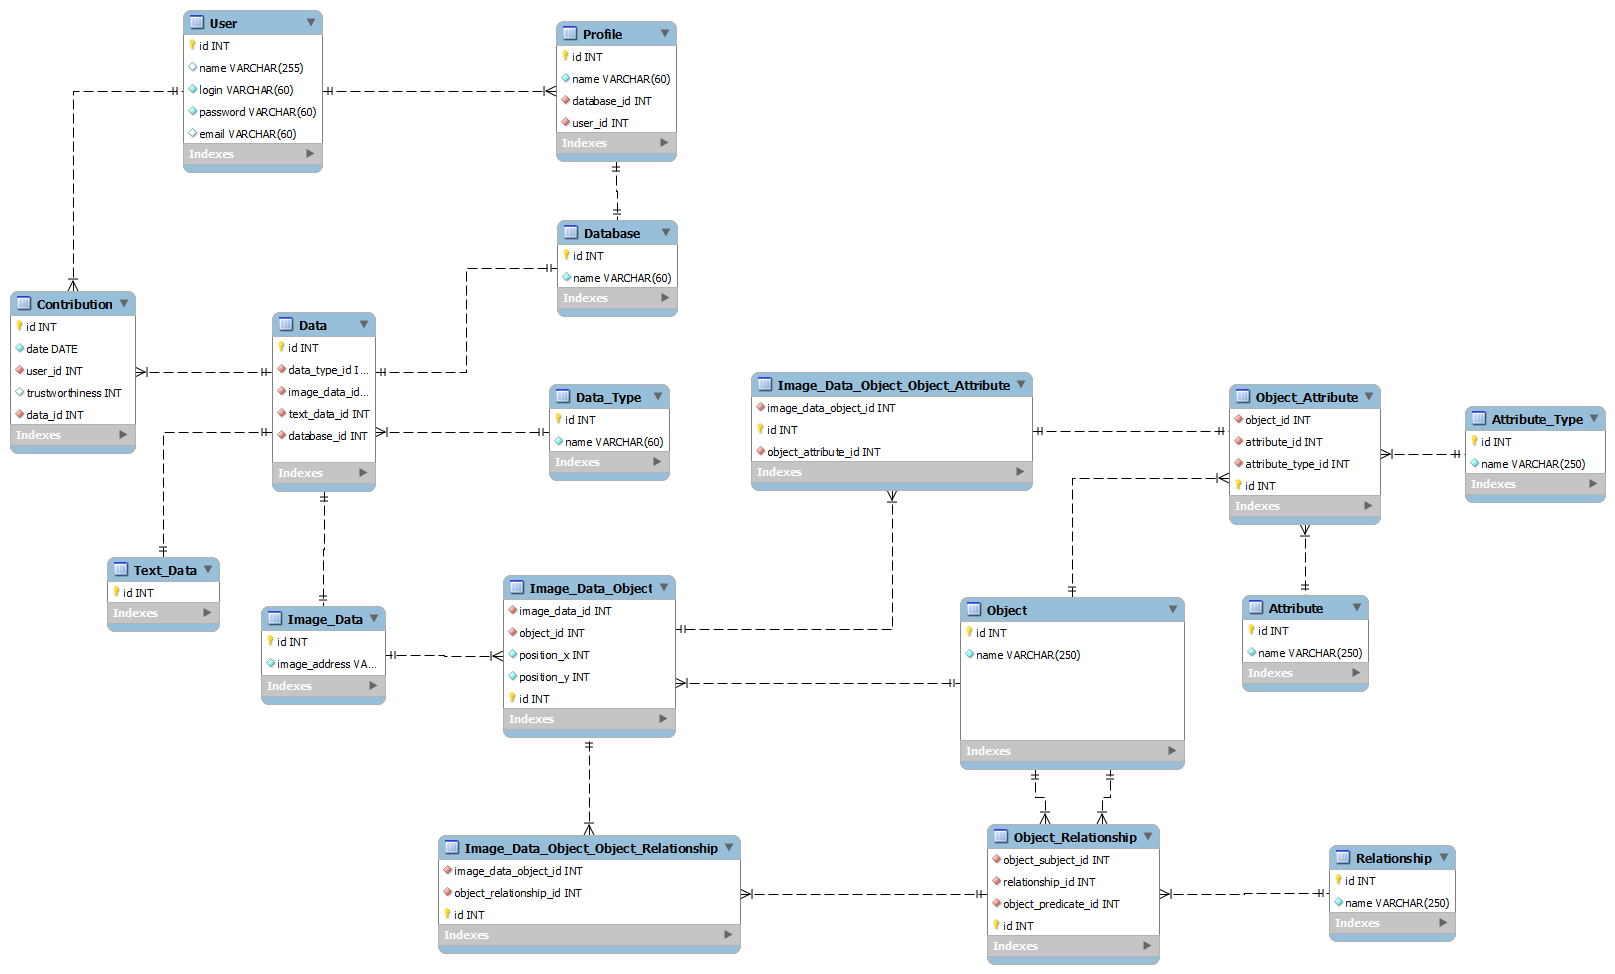 User
id INT
name VARCHAR(255)
login VARCHAR(60)
password VARCHAR(60)
email VARCHAR(60)
Indexes
Profile
id INT
name VARCHAR(60)
database_id INT
user_id INT
Indexes
Database
id INT
name VARCHAR(60)
Indexes
Contribution
id INT
date DATE
user_id INT
trustworthiness INT
data_id INT
Indexes
Data
id INT
data_type_id I...
image_data_id...
text_data_id INT
database_id INT
Indexes
Data_Type
id INT
name VARCHAR(60)
Indexes
Image_Data_Object_Object_Attribute
image_data_object_id INT
id INT
object_attribute_id INT
Indexes
Object_Attribute
object_id INT
attribute_id INT
attribute_type_id INT
id INT
Indexes
Attribute_Type
id INT
name VARCHAR(250)
Indexes
Text_Data
id INT
Indexes
Image_Data
id INT
image_address VA...
Indexes
Image_Data_Object
image_data_id INT
object_id INT
position_x INT
position_y INT
id INT
Indexes
Object
id INT
name VARCHAR(250)
Indexes
Attribute
id INT
name VARCHAR(250)
Indexes
Image_Data_Object_Object_Relationship
image_data_object_id INT
object_relationship_id INT
id INT
Indexes
Object_Relationship
object_subject_id INT
relationship_id INT
object_predicate_id INT
id INT
Indexes
Relationship
id INT
name VARCHAR(250)
Indexes